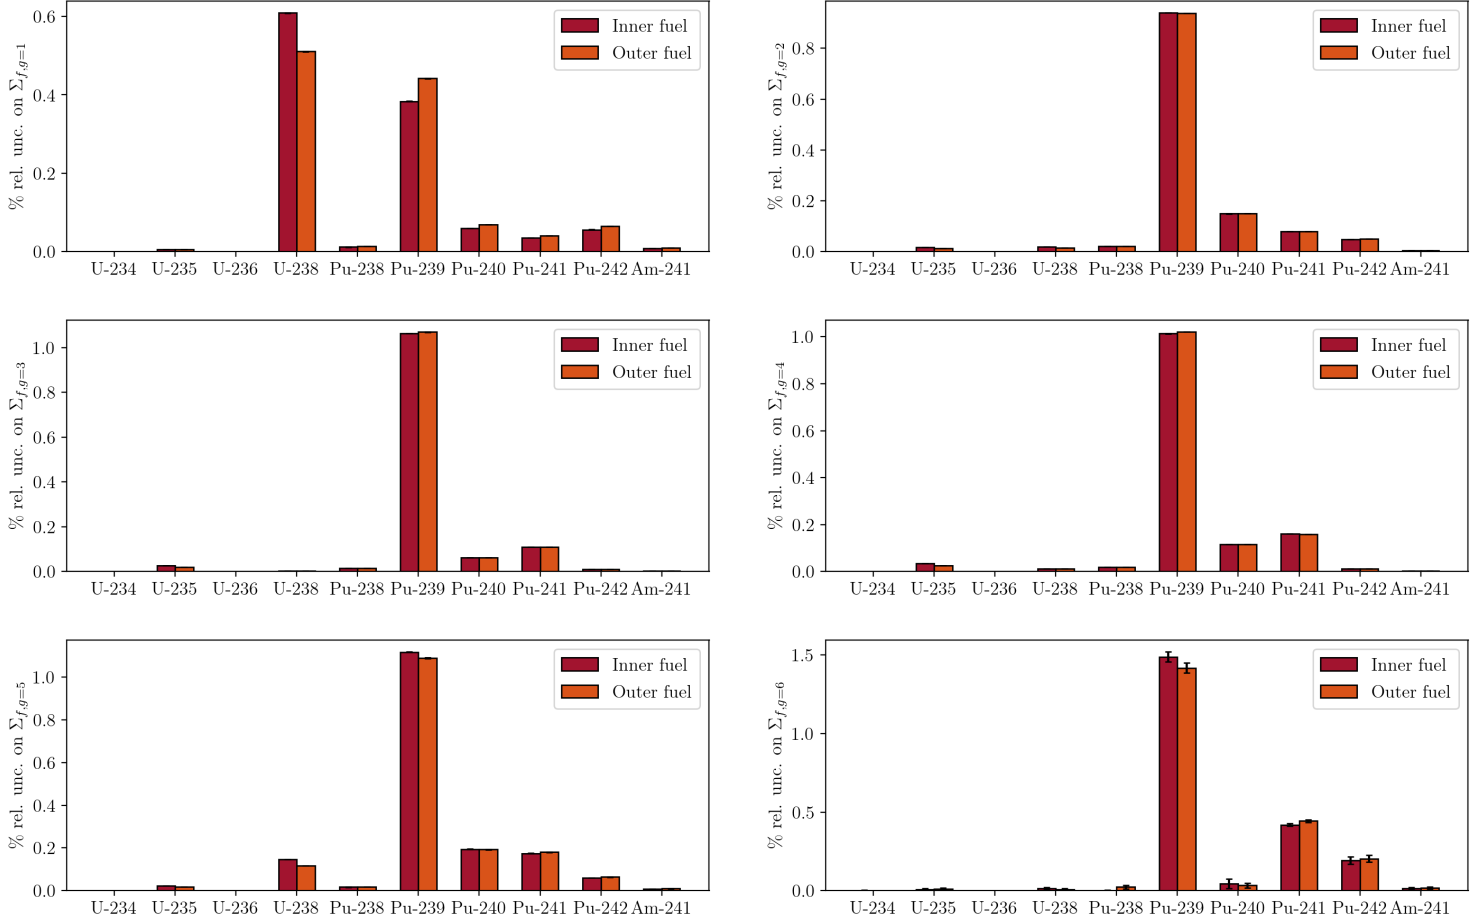 % rel. unc. on Σ_{f,g=1}
0.6
0.4
0.2
0.0
Inner fuel
Outer fuel
U-234 U-235 U-236 U-238 Pu-238 Pu-239 Pu-240 Pu-241 Pu-242 Am-241
% rel. unc. on Σ_{f,g=2}
0.8
0.6
0.4
0.2
0.0
Inner fuel
Outer fuel
U-234 U-235 U-236 U-238 Pu-238 Pu-239 Pu-240 Pu-241 Pu-242 Am-241
% rel. unc. on Σ_{f,g=3}
1.0
0.8
0.6
0.4
0.2
0.0
Inner fuel
Outer fuel
U-234 U-235 U-236 U-238 Pu-238 Pu-239 Pu-240 Pu-241 Pu-242 Am-241
% rel. unc. on Σ_{f,g=4}
1.0
0.8
0.6
0.4
0.2
0.0
Inner fuel
Outer fuel
U-234 U-235 U-236 U-238 Pu-238 Pu-239 Pu-240 Pu-241 Pu-242 Am-241
% rel. unc. on Σ_{f,g=5}
1.0
0.8
0.6
0.4
0.2
0.0
Inner fuel
Outer fuel
U-234 U-235 U-236 U-238 Pu-238 Pu-239 Pu-240 Pu-241 Pu-242 Am-241
% rel. unc. on Σ_{f,g=6}
1.5
1.0
0.5
0.0
Inner fuel
Outer fuel
U-234 U-235 U-236 U-238 Pu-238 Pu-239 Pu-240 Pu-241 Pu-242 Am-241